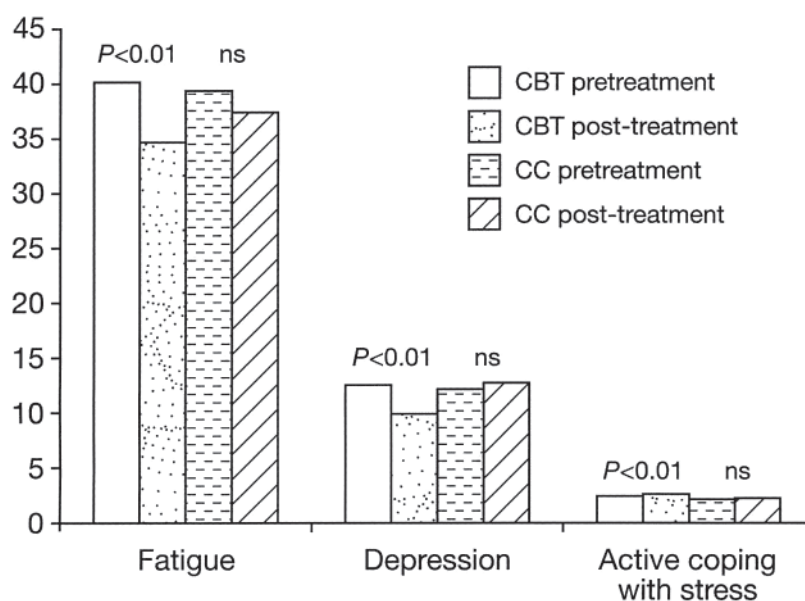 45
40
35
30
25
20
15
10
5
0
P<0.01 ns
P<0.01 ns
P<0.01 ns
CBT pretreatment
CBT post-treatment
CC pretreatment
CC post-treatment
Fatigue
Depression
Active coping
with stress